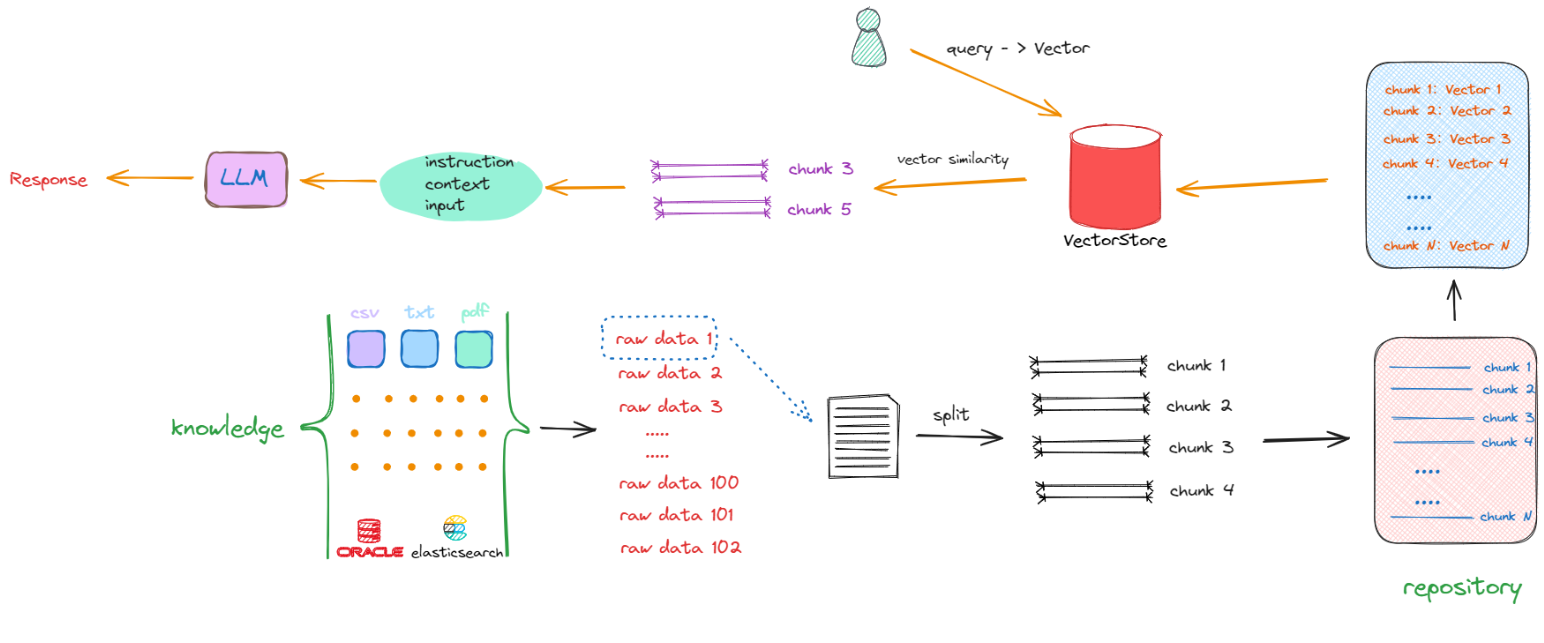 query - > Vector
chunk 1: Vector 1
chunk 2: Vector 2
chunk 3: Vector 3
chunk 4: Vector 4
....
....
chunk N: Vector N
VectorStore
vector similarity
chunk 3
chunk 5
instruction
context
input
LLM
Response
knowledge
csv txt pdf
ORACLE elasticsearch
raw data 1
raw data 2
raw data 3
.....
.....
raw data 100
raw data 101
raw data 102
split
chunk 1
chunk 2
chunk 3
chunk 4
chunk 1
chunk 2
chunk 3
chunk 4
....
....
chunk N
repository